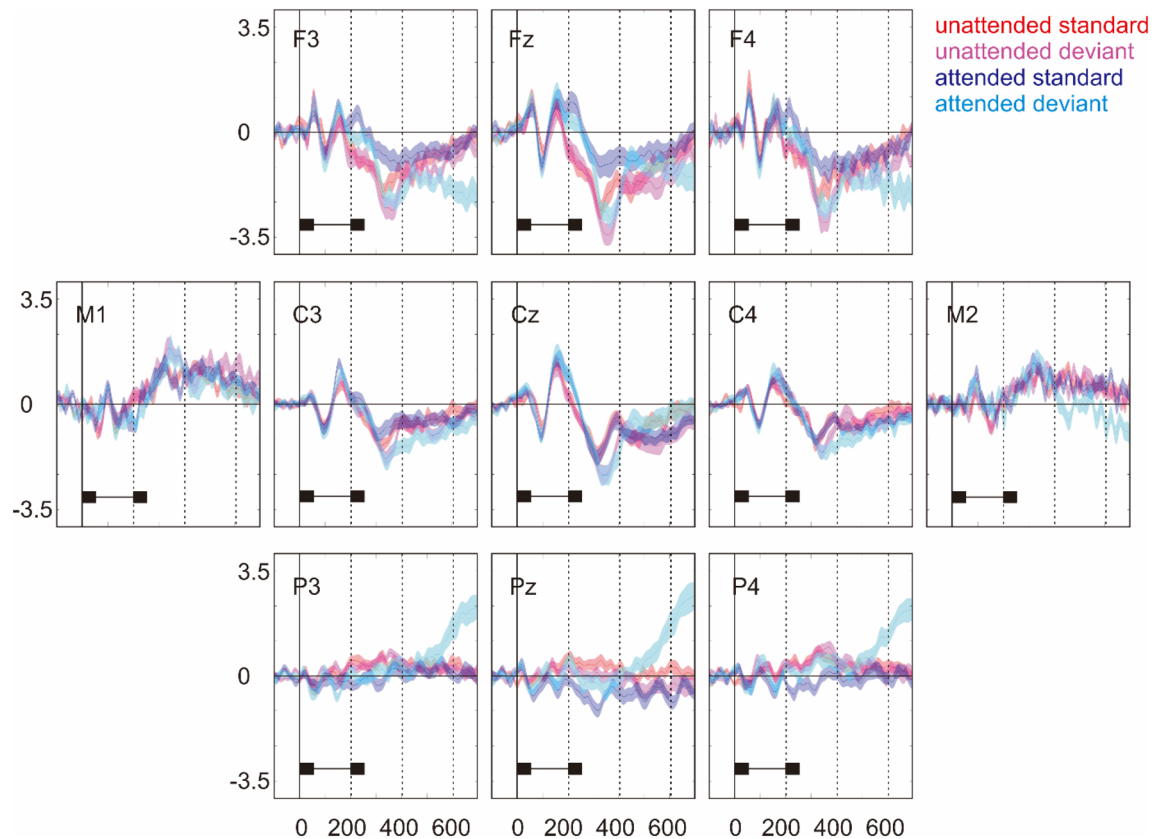 3.5
F3
Fz
F4
unattended standard
unattended deviant
attended standard
attended deviant
0
-3.5
3.5
M1
C3
Cz
C4
M2
0
-3.5
3.5
P3
Pz
P4
0
-3.5
0 200 400 600 0 200 400 600 0 200 400 600